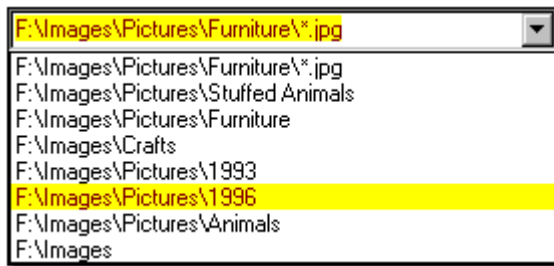 F:\Images\Pictures\Furniture\*.jpg
F:\Images\Pictures\Furniture\*.jpg
F:\Images\Pictures\Stuffed Animals
F:\Images\Pictures\Furniture
F:\Images\Crafts
F:\Images\Pictures\1993
F:\Images\Pictures\1996
F:\Images\Pictures\Animals
F:\Images